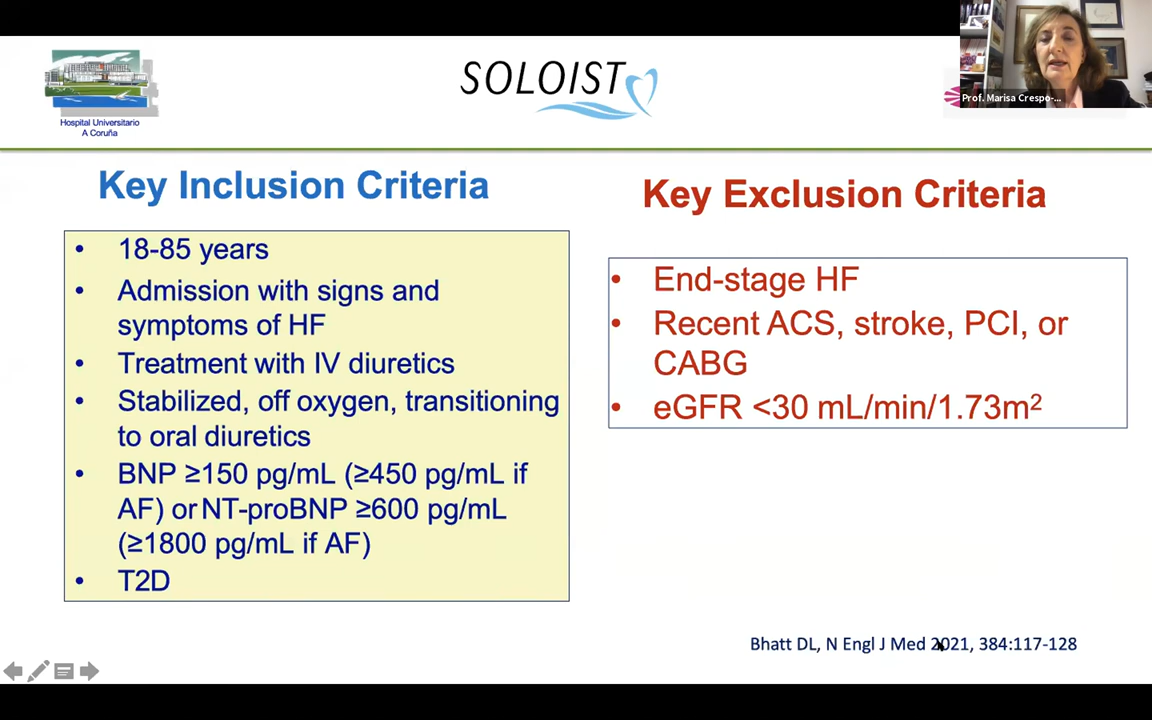 Hospital Universitario
A Coruña
SOLOIST
Prof. Marisa Crespo-...
Key Inclusion Criteria
• 18-85 years
• Admission with signs and
symptoms of HF
• Treatment with IV diuretics
• Stabilized, off oxygen, transitioning
to oral diuretics
• BNP ≥150 pg/mL (≥450 pg/mL if
AF) or NT-proBNP ≥600 pg/mL
(≥1800 pg/mL if AF)
• T2D
Key Exclusion Criteria
• End-stage HF
• Recent ACS, stroke, PCI, or
CABG
• eGFR <30 mL/min/1.73m²
Bhatt DL, N Engl J Med 2021, 384:117-128